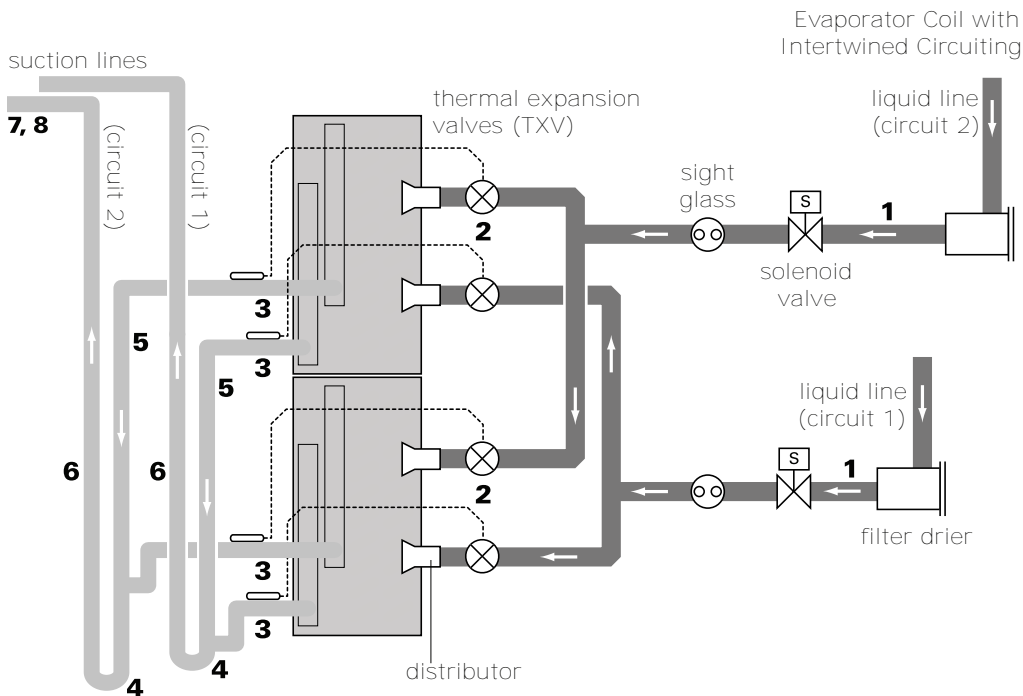 Evaporator Coil with
Intertwined Circuiting
suction lines
7, 8
(circuit 2)
(circuit 1)
thermal expansion
valves (TXV)
liquid line
(circuit 2)
sight
glass
S
1
2
solenoid
valve
3
5
3
5
liquid line
(circuit 1)
6
6
2
S
1
filter drier
3
3
4
4
distributor